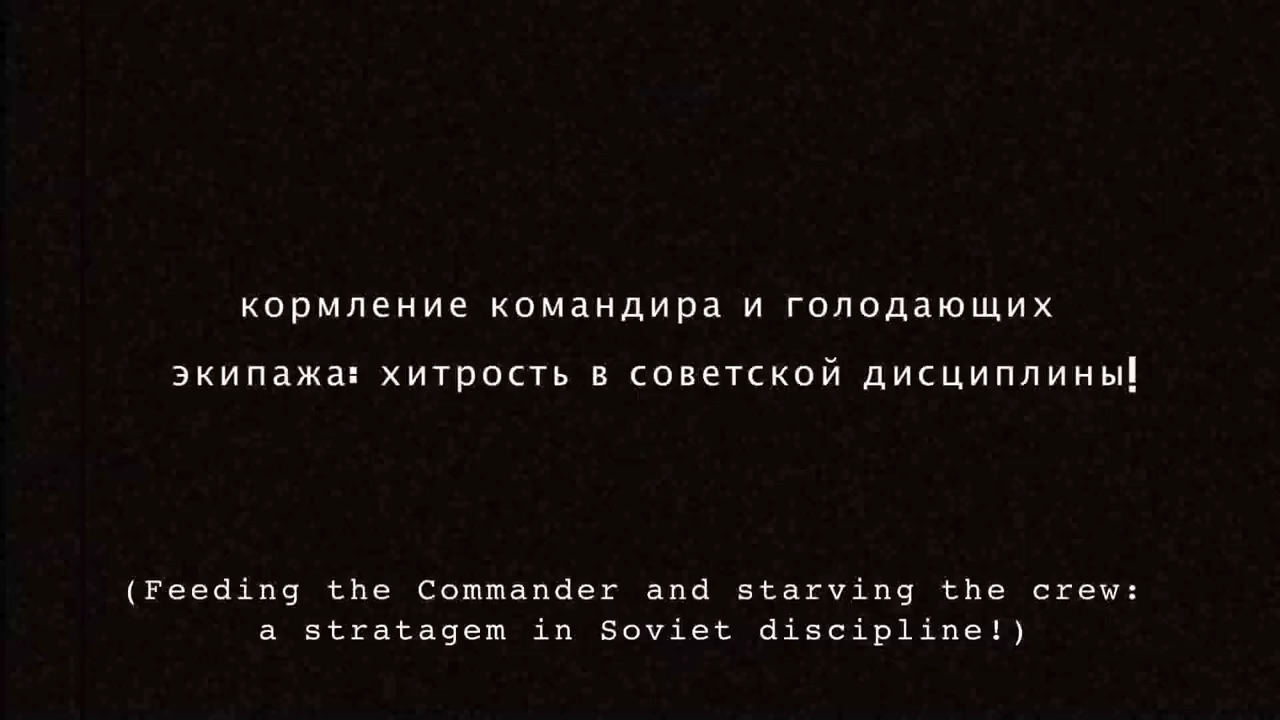 кормление командира и голодающих
экипажа: хитрость в советской дисциплины!
(Feeding the Commander and starving the crew:
a stratagem in Soviet discipline!)